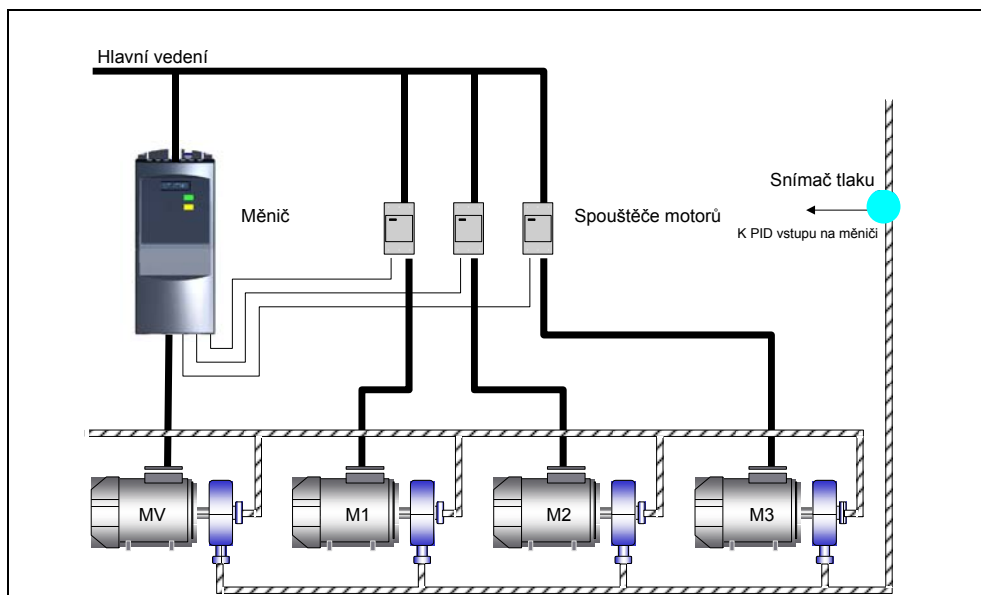 Hlavní vedení
Snímač tlaku
Měnič
Spouštěče motorů
K PID vstupu na měniči
MV
M1
M2
M3